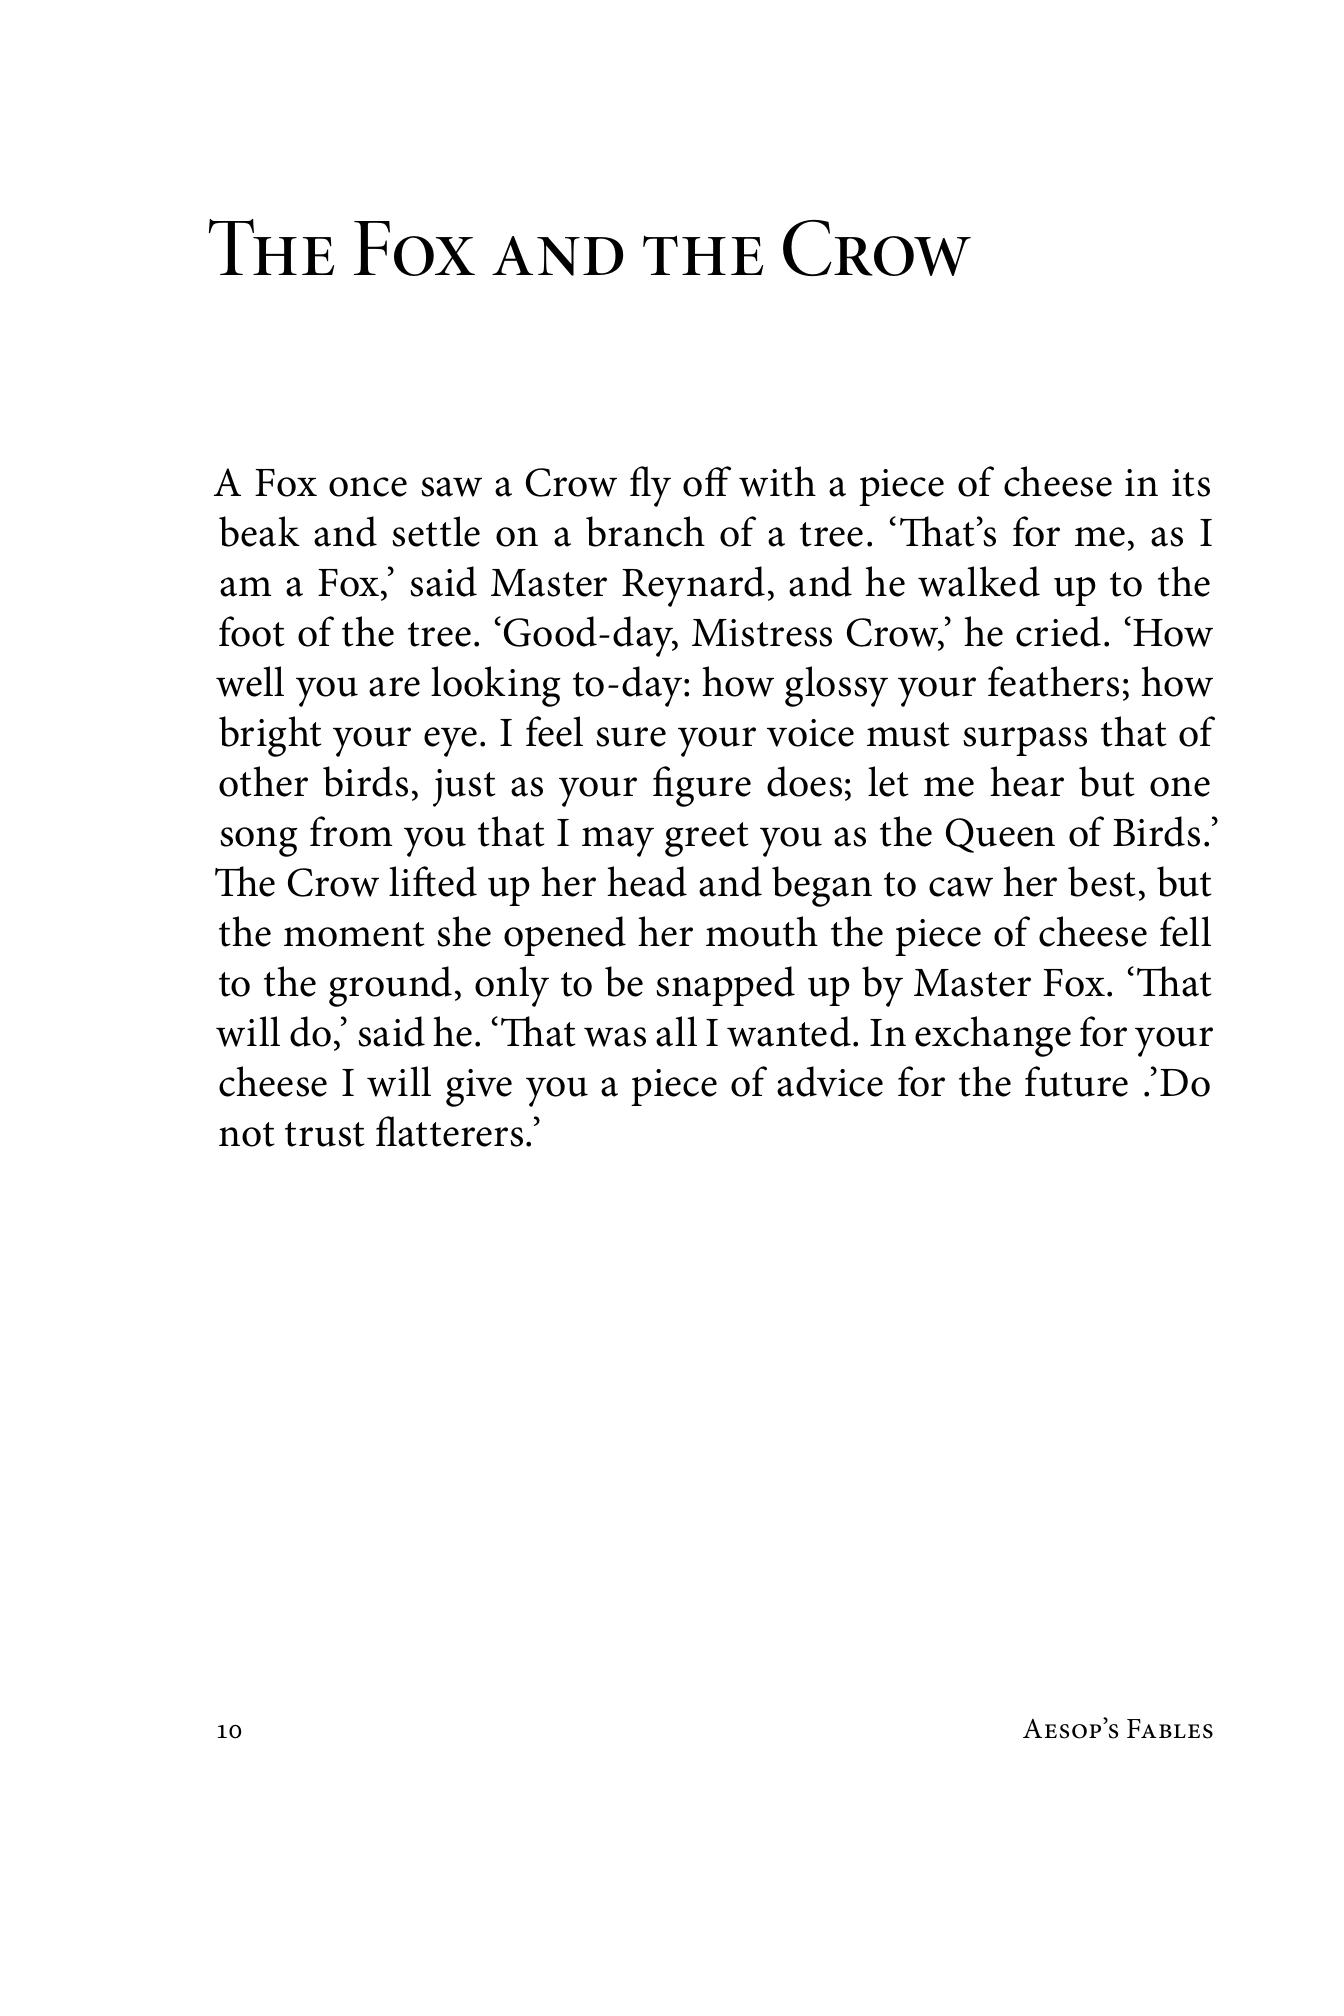 The Fox and the Crow
A Fox once saw a Crow fly off with a piece of cheese in its
beak and settle on a branch of a tree. ‘That’s for me, as I
am a Fox,’ said Master Reynard, and he walked up to the
foot of the tree. ‘Good-day, Mistress Crow,’ he cried. ‘How
well you are looking to-day: how glossy your feathers; how
bright your eye. I feel sure your voice must surpass that of
other birds, just as your figure does; let me hear but one
song from you that I may greet you as the Queen of Birds.’
The Crow lifted up her head and began to caw her best, but
the moment she opened her mouth the piece of cheese fell
to the ground, only to be snapped up by Master Fox. ‘That
will do,’ said he. ‘That was all I wanted. In exchange for your
cheese I will give you a piece of advice for the future .’Do
not trust flatterers.’
10 Aesop’s Fables